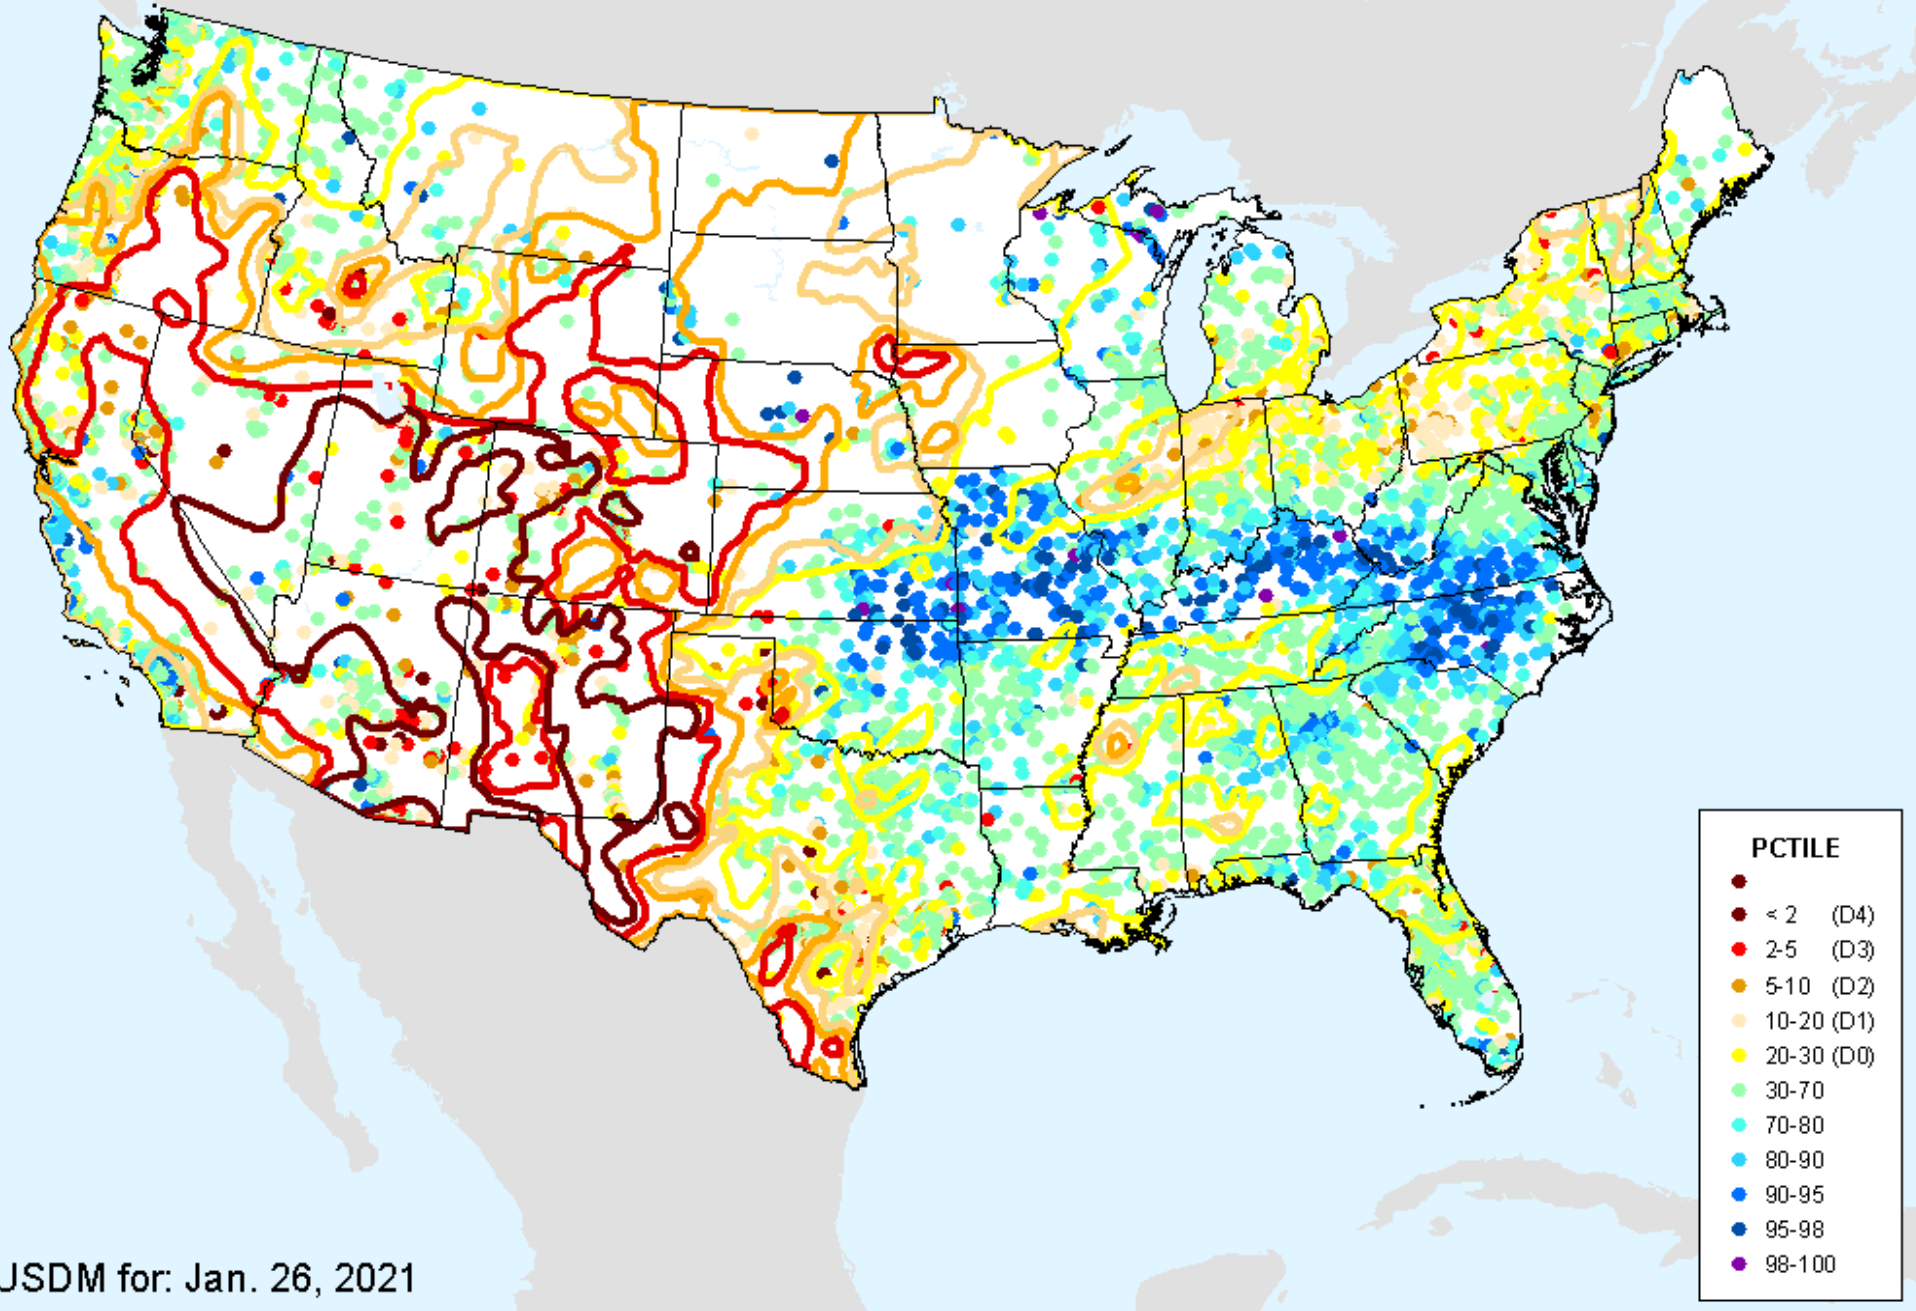 PCTILE
< 2 (D4)
2-5 (D3)
5-10 (D2)
10-20 (D1)
20-30 (D0)
30-70
70-80
80-90
90-95
95-98
98-100
USDM for: Jan. 26, 2021